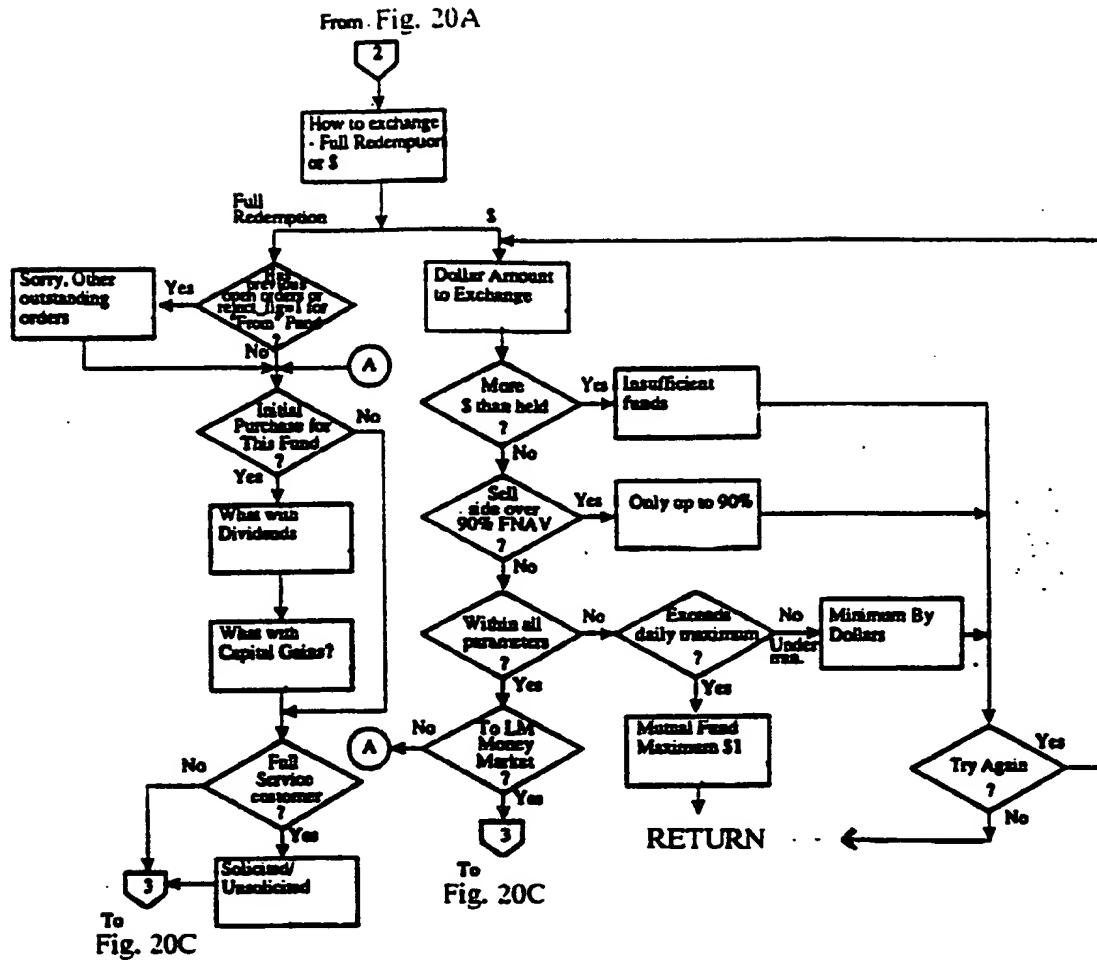 From Fig. 20A
2
How to exchange
- Full Redemption
or $
Full
Redemption
$
Sorry, Other
outstanding
orders
Yes
Has
previous
open orders or
reject_flg=1 for
"From" Fund
?
No
A
Dollar Amount
to Exchange
More
$ than held
?
Yes
Insufficient
funds
No
Initial
Purchase for
This Fund
?
No
Yes
Sell
side over
90% FNAV
?
Yes
Only up to 90%
No
What with
Dividends
Within all
parameters
?
No
Exceeds
daily maximum
?
No
Under
min.
Minimum By
Dollars
Yes
Yes
What with
Capital Gains?
To LM
Money
Market
?
No
A
Yes
Mutual Fund
Maximum $1
RETURN
Try Again
?
Yes
No
Full
Service
customer
?
No
Yes
Solicited/
Unsolicited
3
To
Fig. 20C
3
To
Fig. 20C